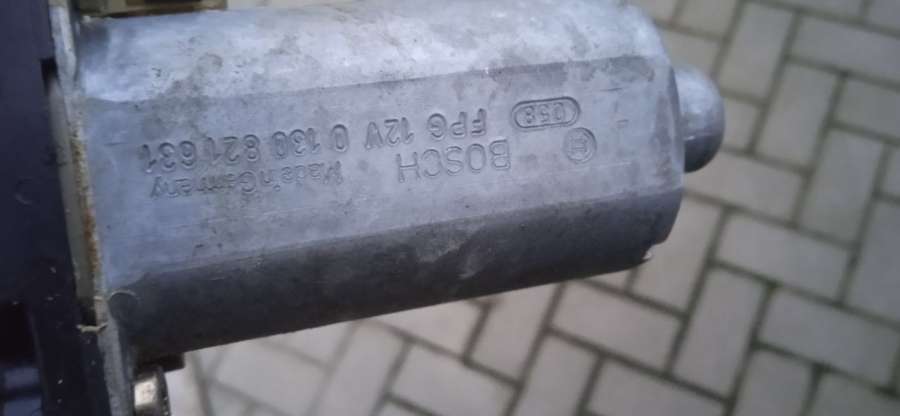 BOSCH
Made in Germany
FPG 12V 0 130 821 631
058